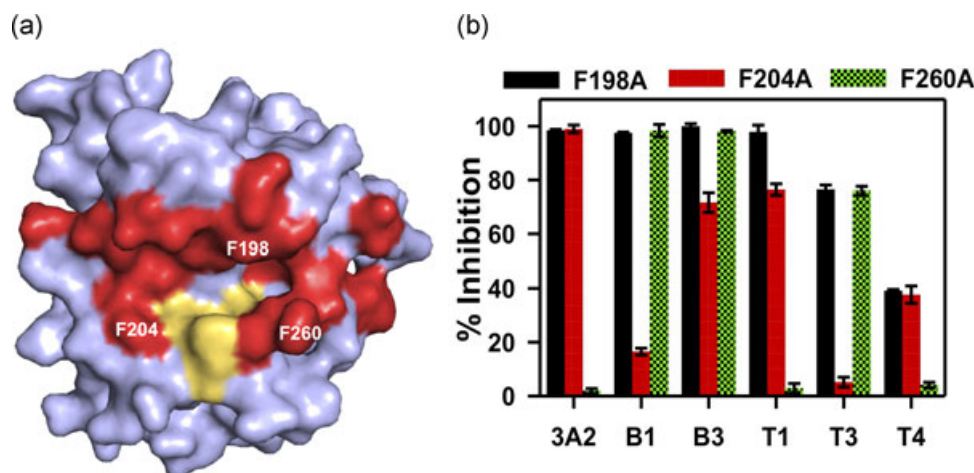 (a)
F198
F204
F260
(b)
F198A F204A F260A
% Inhibition
100
80
60
40
20
0
3A2 B1 B3 T1 T3 T4